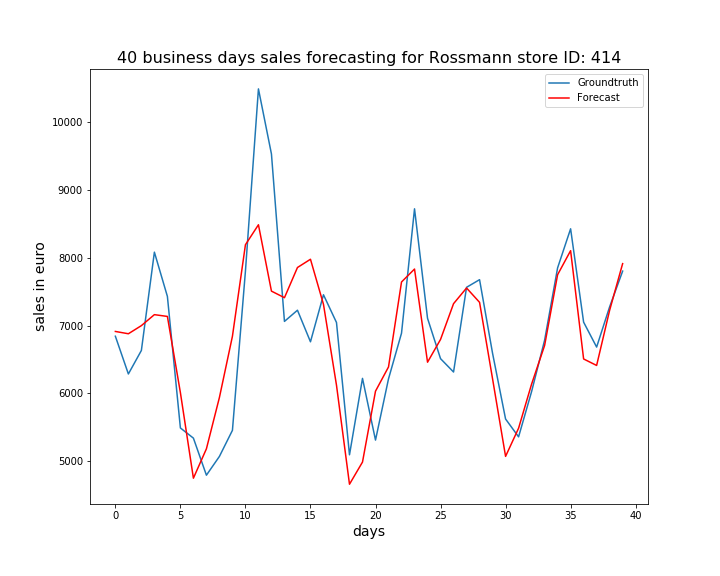 40 business days sales forecasting for Rossmann store ID: 414
Groundtruth
Forecast
sales in euro
10000
9000
8000
7000
6000
5000
0 5 10 15 20 25 30 35 40
days